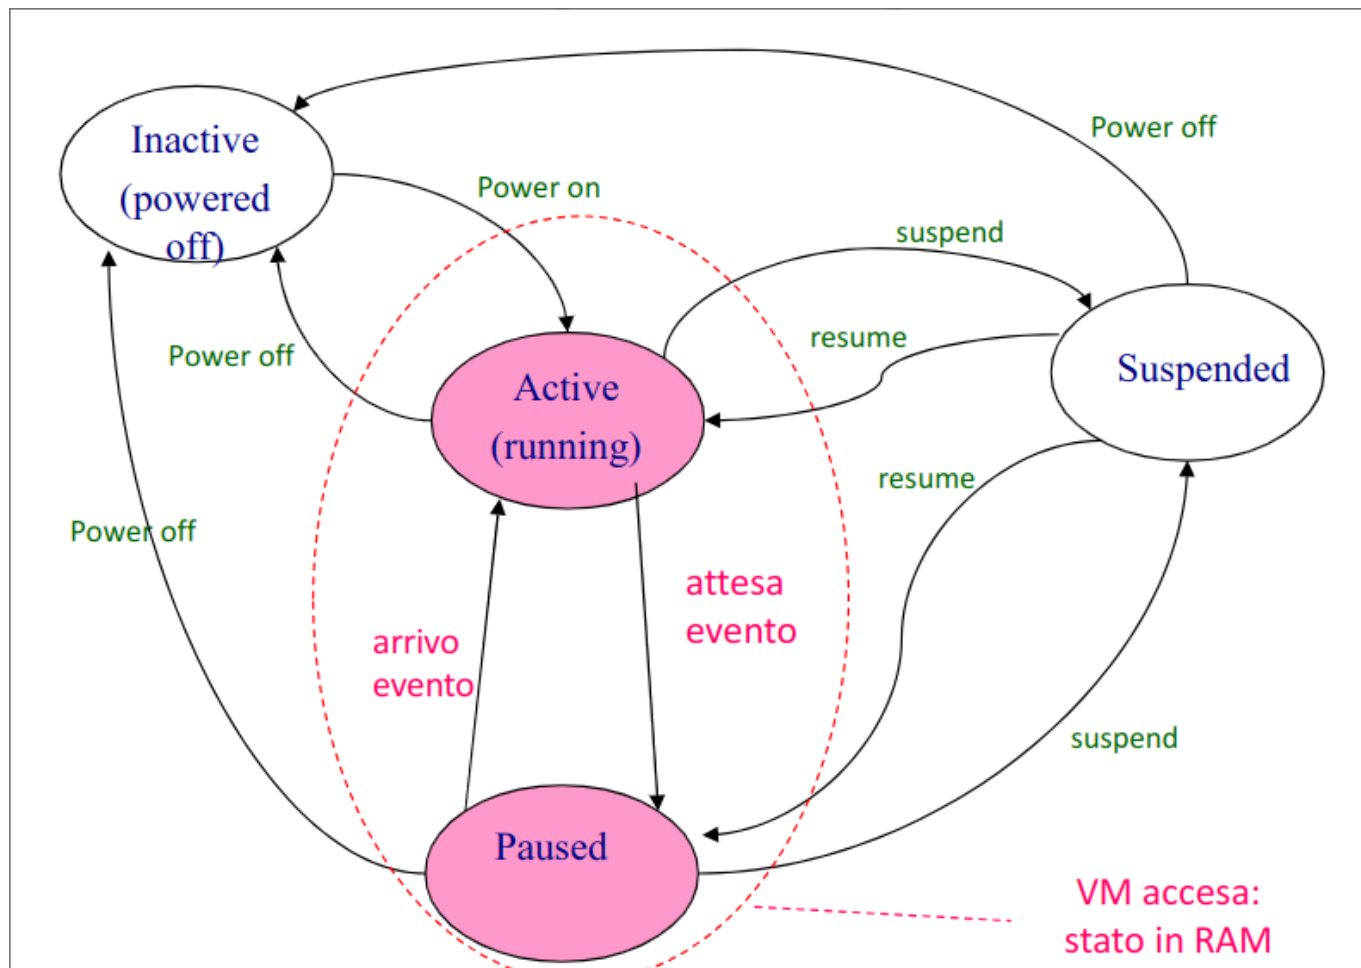 Inactive
(powered
off)
Power off
Power on
suspend
Power off
resume
Active
(running)
Suspended
resume
Power off
attesa
evento
arrivo
evento
suspend
Paused
VM accesa:
stato in RAM